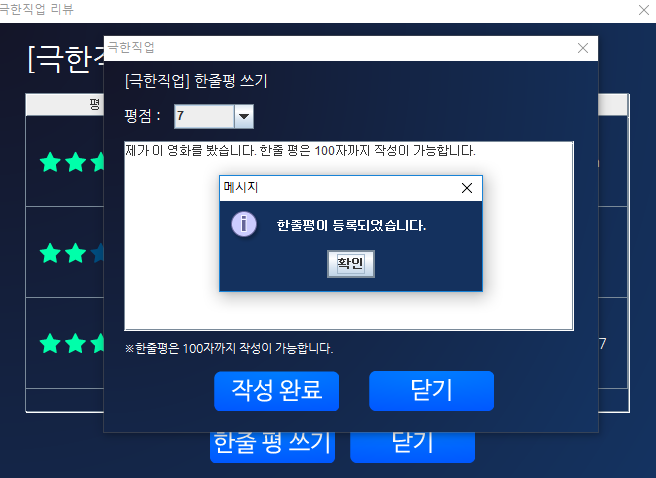 극한직업 리뷰
[극한직
극한직업
[극한직업] 한줄평 쓰기
평
평점 :
7
제가 이 영화를 봤습니다. 한줄 평은 100자까지 작성이 가능합니다.
메시지
한줄평이 등록되었습니다.
확인
7
※한줄평은 100자까지 작성이 가능합니다.
작성 완료
닫기
한줄 평 쓰기
닫기